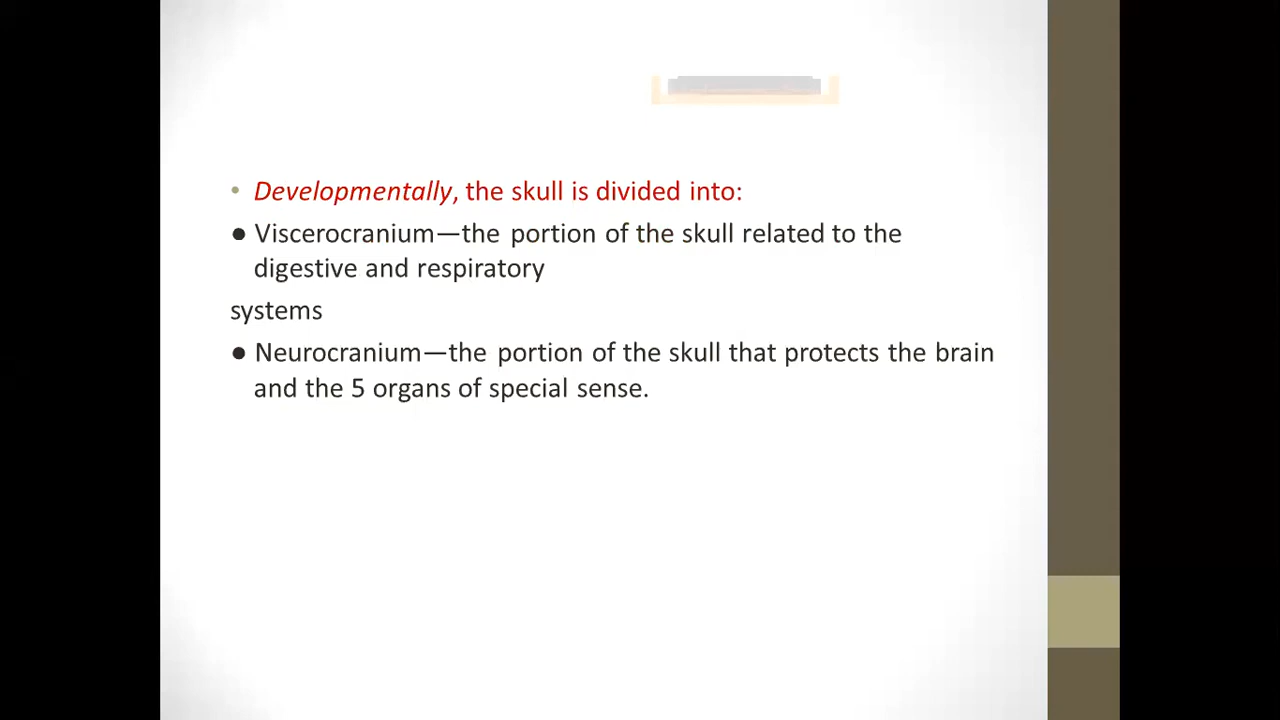 • Developmentally, the skull is divided into:
● Viscerocranium—the portion of the skull related to the
digestive and respiratory
systems
● Neurocranium—the portion of the skull that protects the brain
and the 5 organs of special sense.